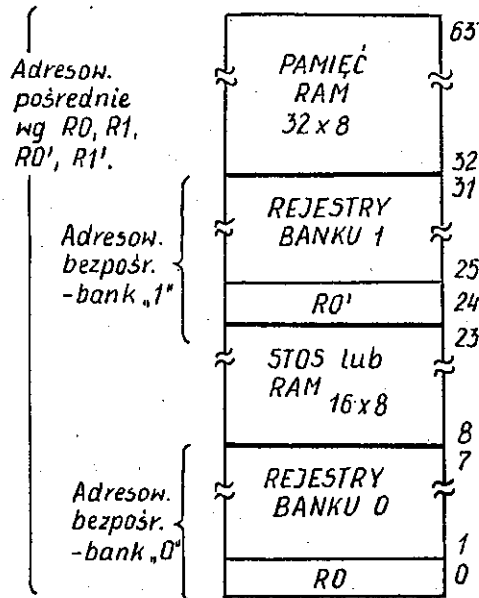 Adresow.
pośrednie
wg R0, R1,
R0', R1'.
Adresow.
bezpośr.
-bank „1"
Adresow.
bezpośr.
-bank „0"
PAMIĘĆ
RAM
32 x 8
REJESTRY
BANKU 1
R0'
STOS lub
RAM 16 x 8
REJESTRY
BANKU 0
R0
63
32
31
25
24
23
8
7
1
0